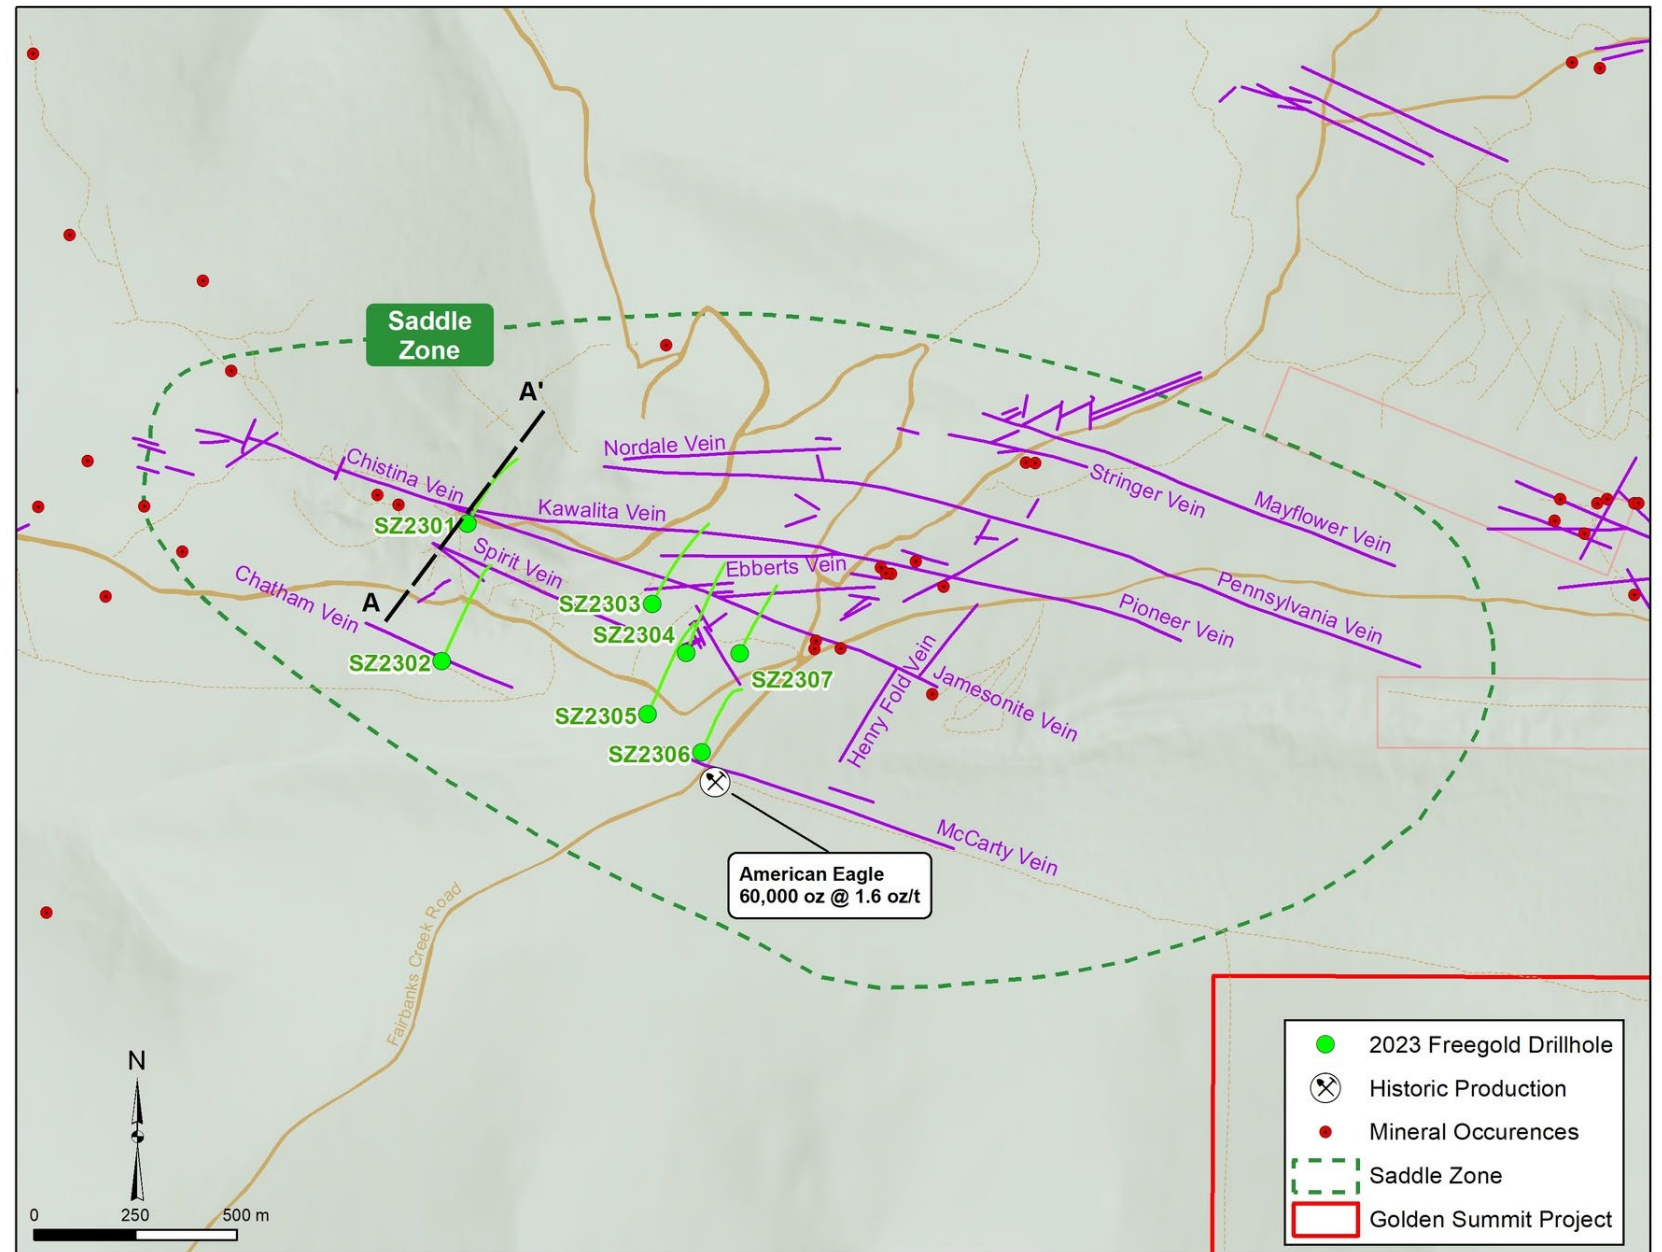 Saddle
Zone
A'
Nordale Vein
Chistina Vein
Stringer Vein
Mayflower Vein
Kawalita Vein
SZ2301
Spirit Vein
Ebberts Vein
Chatham Vein
A
SZ2303
Pennsylvania Vein
Pioneer Vein
SZ2304
SZ2302
SZ2307
Henry Fold Vein
Jamesonite Vein
SZ2305
SZ2306
McCarty Vein
American Eagle
60,000 oz @ 1.6 oz/t
Fairbanks Creek Road
N
0 250 500 m
2023 Freegold Drillhole
Historic Production
Mineral Occurences
Saddle Zone
Golden Summit Project